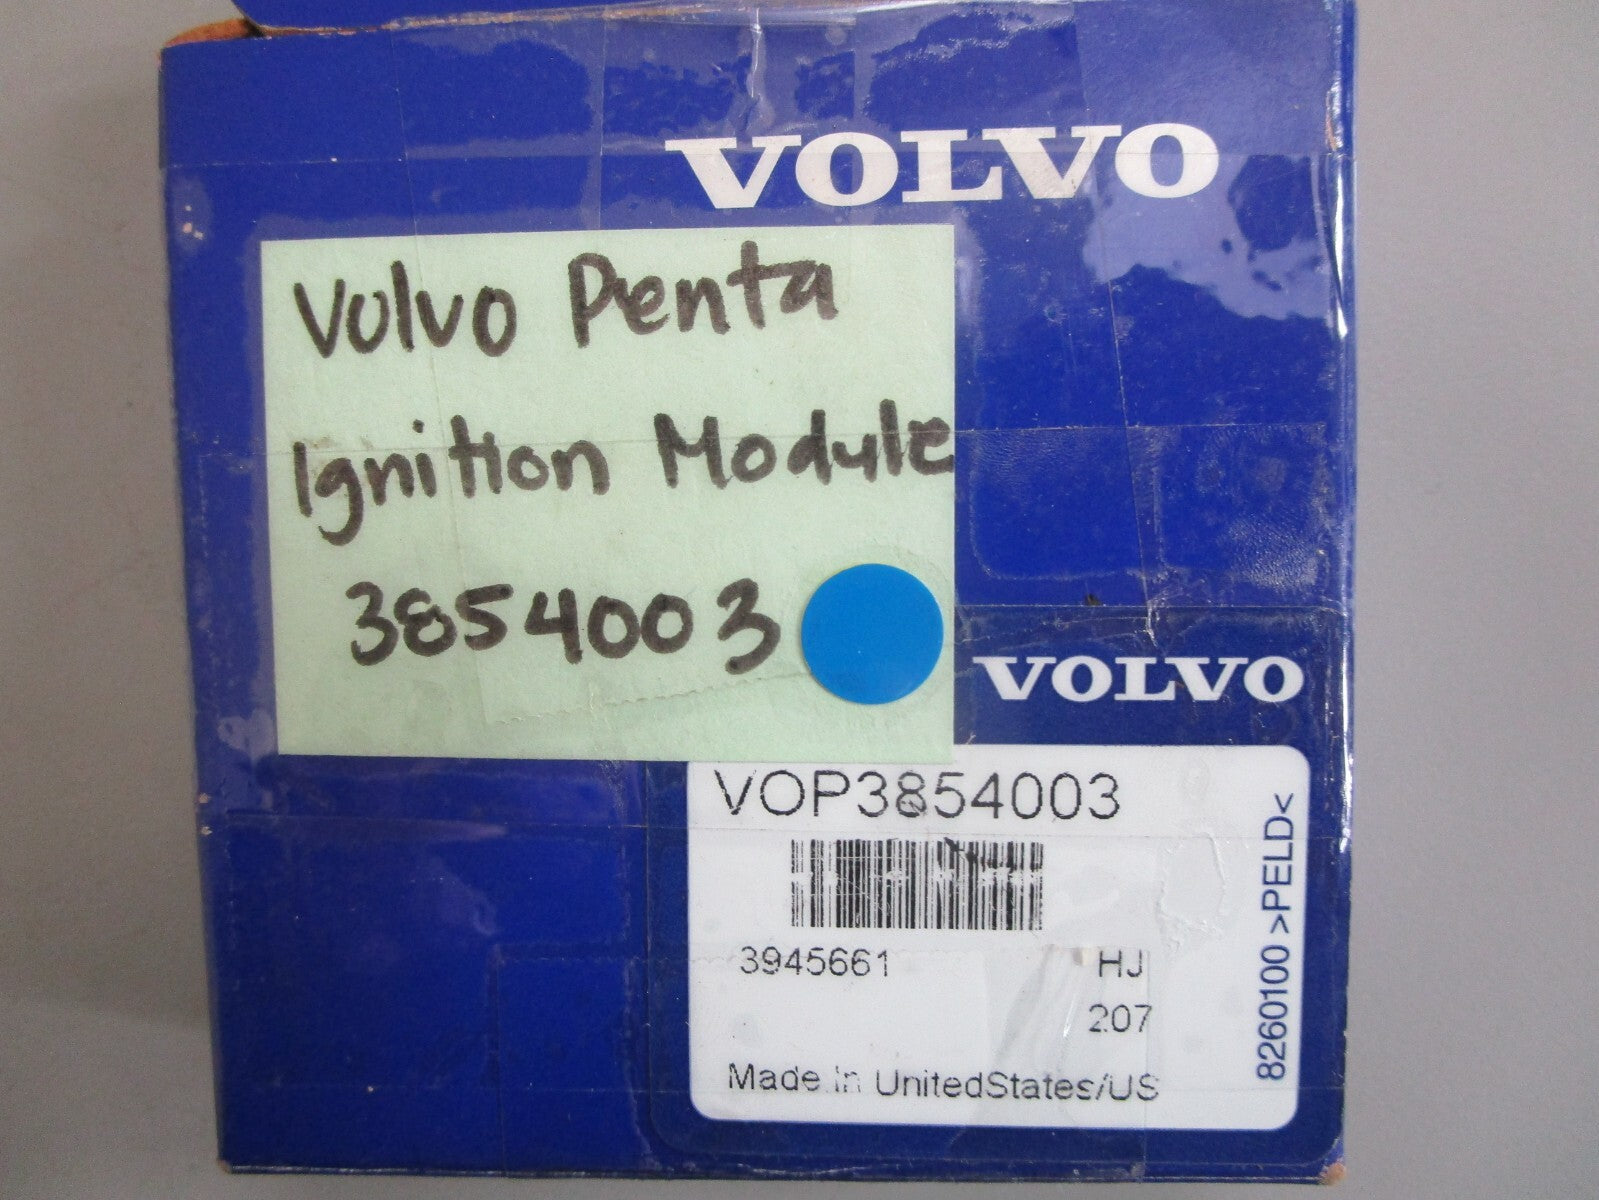 VOLVO
Volvo Penta
Ignition Module
3854003
VOLVO
VOP3854003
3945661 HJ
207
Made in UnitedStates/US
8260100 >PELD<